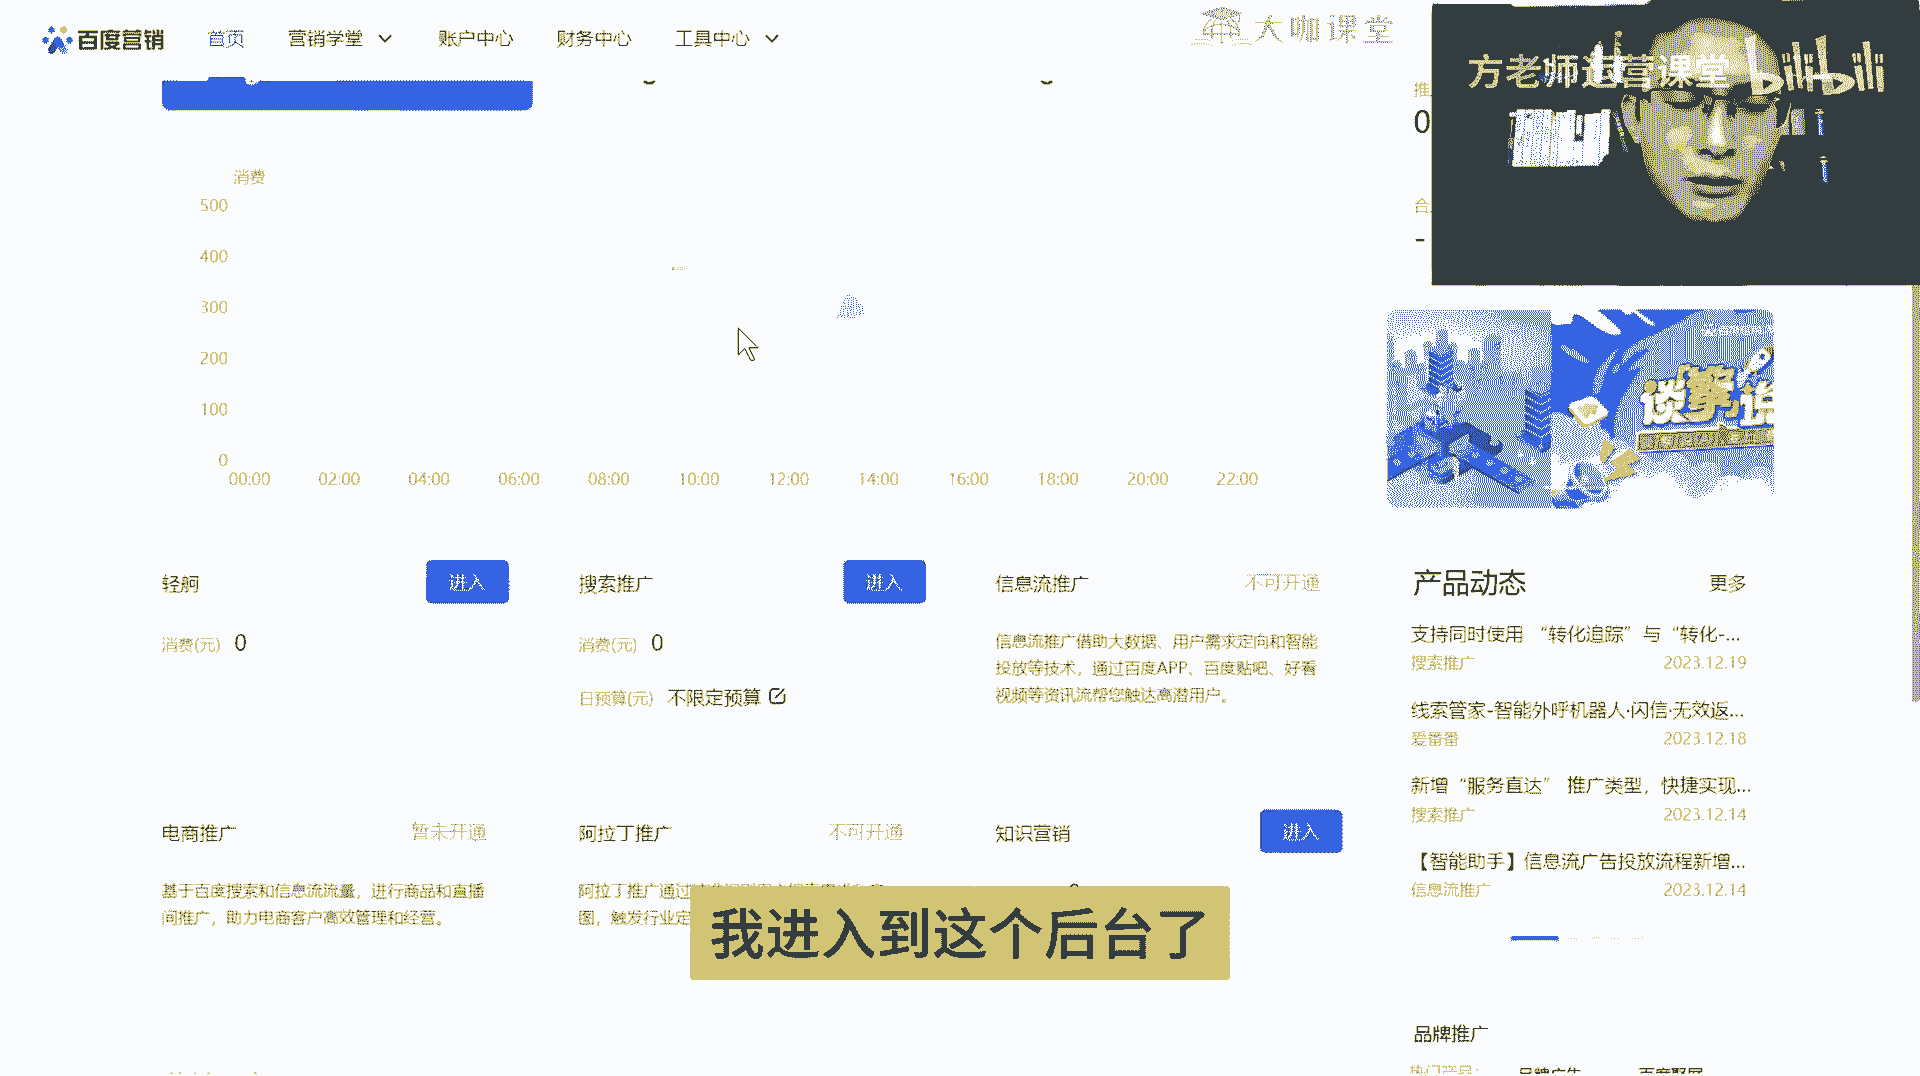 百度营销
首页
营销学堂
账户中心
财务中心
工具中心
大咖课堂
方老师运营课堂
bilibili
推
0
合
-
消费
500
400
300
200
100
0
00:00 02:00 04:00 06:00 08:00 10:00 12:00 14:00 16:00 18:00 20:00 22:00
轻舸
进入
消费(元) 0
搜索推广
进入
消费(元) 0
日预算(元) 不限定预算
信息流推广
不可开通
信息流推广借助大数据、用户需求定向和智能
投放等技术，通过百度APP、百度贴吧、好看
视频等资讯流帮您触达高潜用户。
电商推广
暂未开通
基于百度搜索和信息流流量，进行商品和直播
间推广，助力电商客户高效管理和经营。
阿拉丁推广
不可开通
阿拉丁推广通过
图，触发行业定
知识营销
进入
我进入到这个后台了
产品动态
更多
支持同时使用 “转化追踪” 与 “转化-...
搜索推广 2023.12.19
线索管家-智能外呼机器人·闪信·无效返...
爱番番 2023.12.18
新增 “服务直达” 推广类型，快捷实现...
搜索推广 2023.12.14
【智能助手】信息流广告投放流程新增...
信息流推广 2023.12.14
品牌推广
热门产品: 品牌广告 百度聚屏